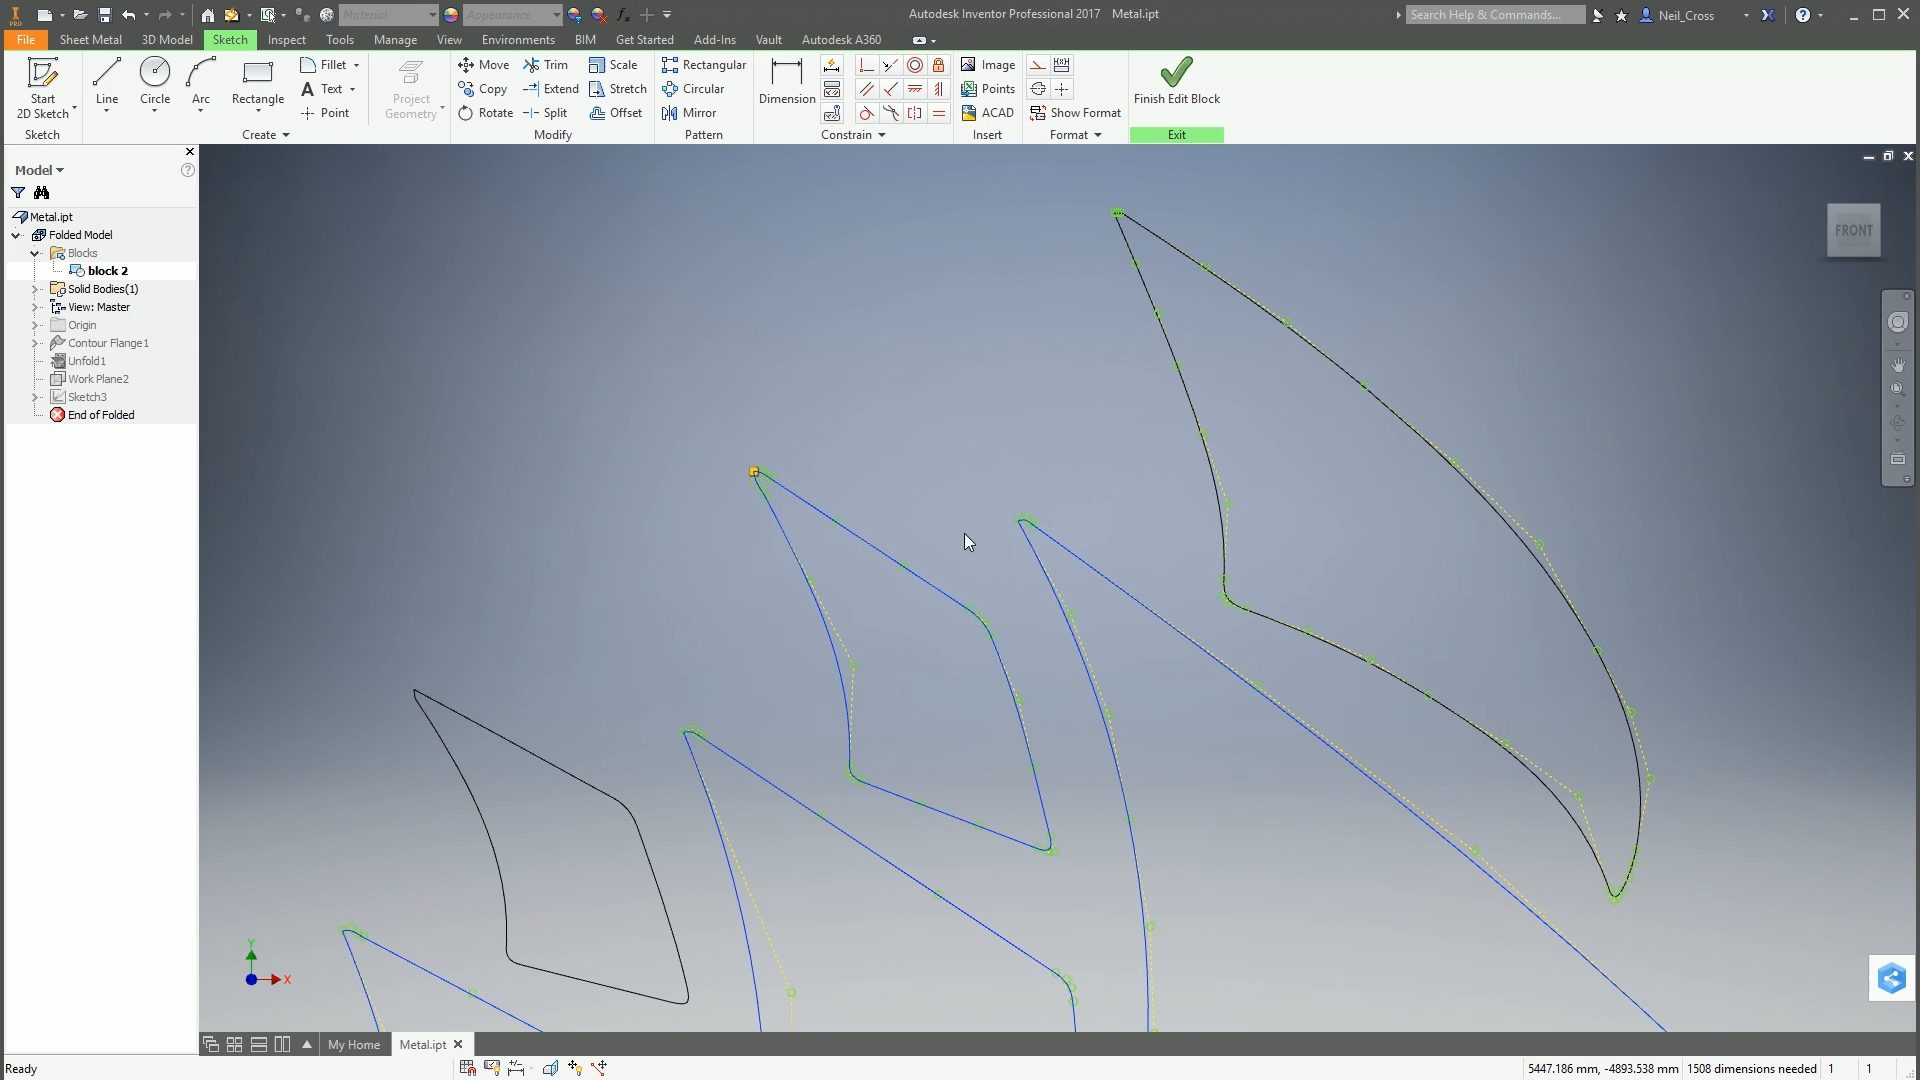 Material
Appearance
Autodesk Inventor Professional 2017 Metal.ipt
Search Help & Commands...
Neil_Cross
PRO
File
Sheet Metal
3D Model
Sketch
Inspect
Tools
Manage
View
Environments
BIM
Get Started
Add-Ins
Vault
Autodesk A360
Start
2D Sketch
Line
Circle
Arc
Rectangle
Fillet
Text
Point
Project
Geometry
Move
Copy
Rotate
Trim
Extend
Split
Scale
Stretch
Offset
Rectangular
Circular
Mirror
Dimension
Image
Points
ACAD
Show Format
Finish Edit Block
Sketch
Create
Modify
Pattern
Constrain
Insert
Format
Exit
Model
Metal.ipt
Folded Model
Blocks
block 2
Solid Bodies(1)
View: Master
Origin
Contour Flange1
Unfold1
Work Plane2
Sketch3
End of Folded
FRONT
Y
X
My Home
Metal.ipt
Ready
5447.186 mm, -4893.538 mm
1508 dimensions needed
1
1